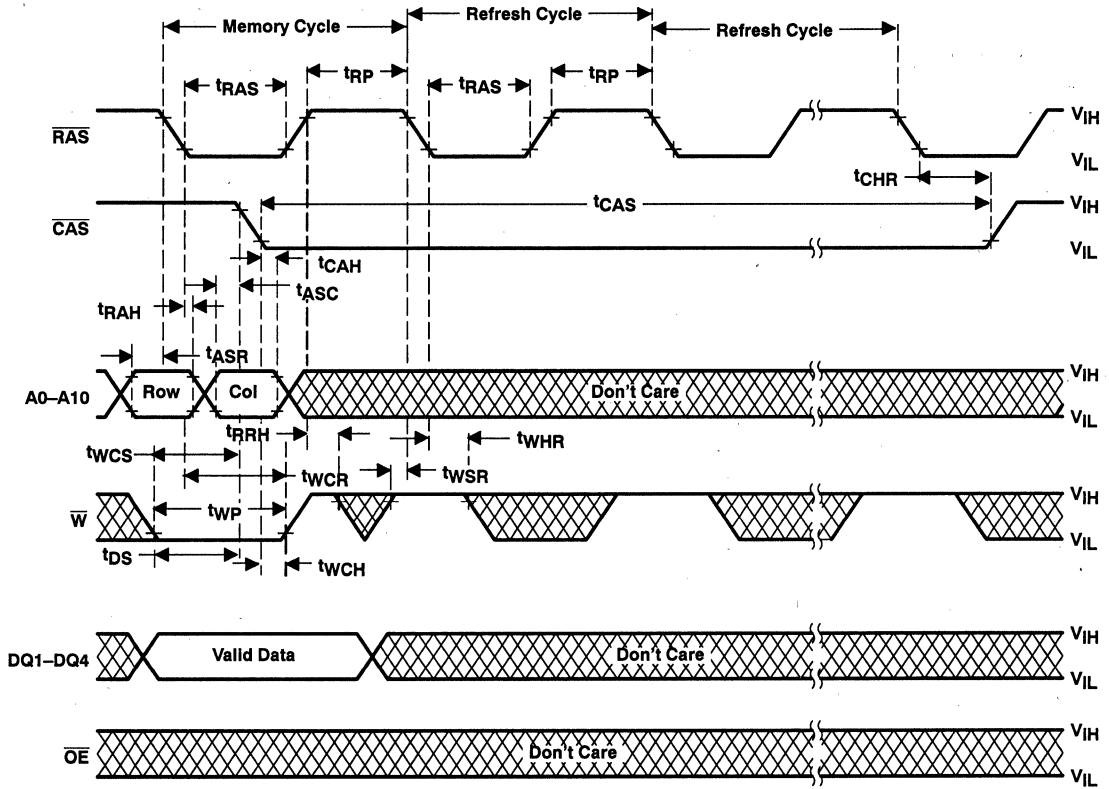 Memory Cycle
Refresh Cycle
Refresh Cycle
tRAS
tRP
tRAS
tRP
RAS
VIH
VIL
tCHR
CAS
tCAS
VIH
VIL
tCAH
tASC
tRAH
tASR
A0–A10
Row
Col
Don't Care
VIH
VIL
tRRH
tWHR
tWCS
tWCR
tWSR
W
tWP
VIH
VIL
tDS
tWCH
DQ1–DQ4
Valid Data
Don't Care
VIH
VIL
OE
Don't Care
VIH
VIL